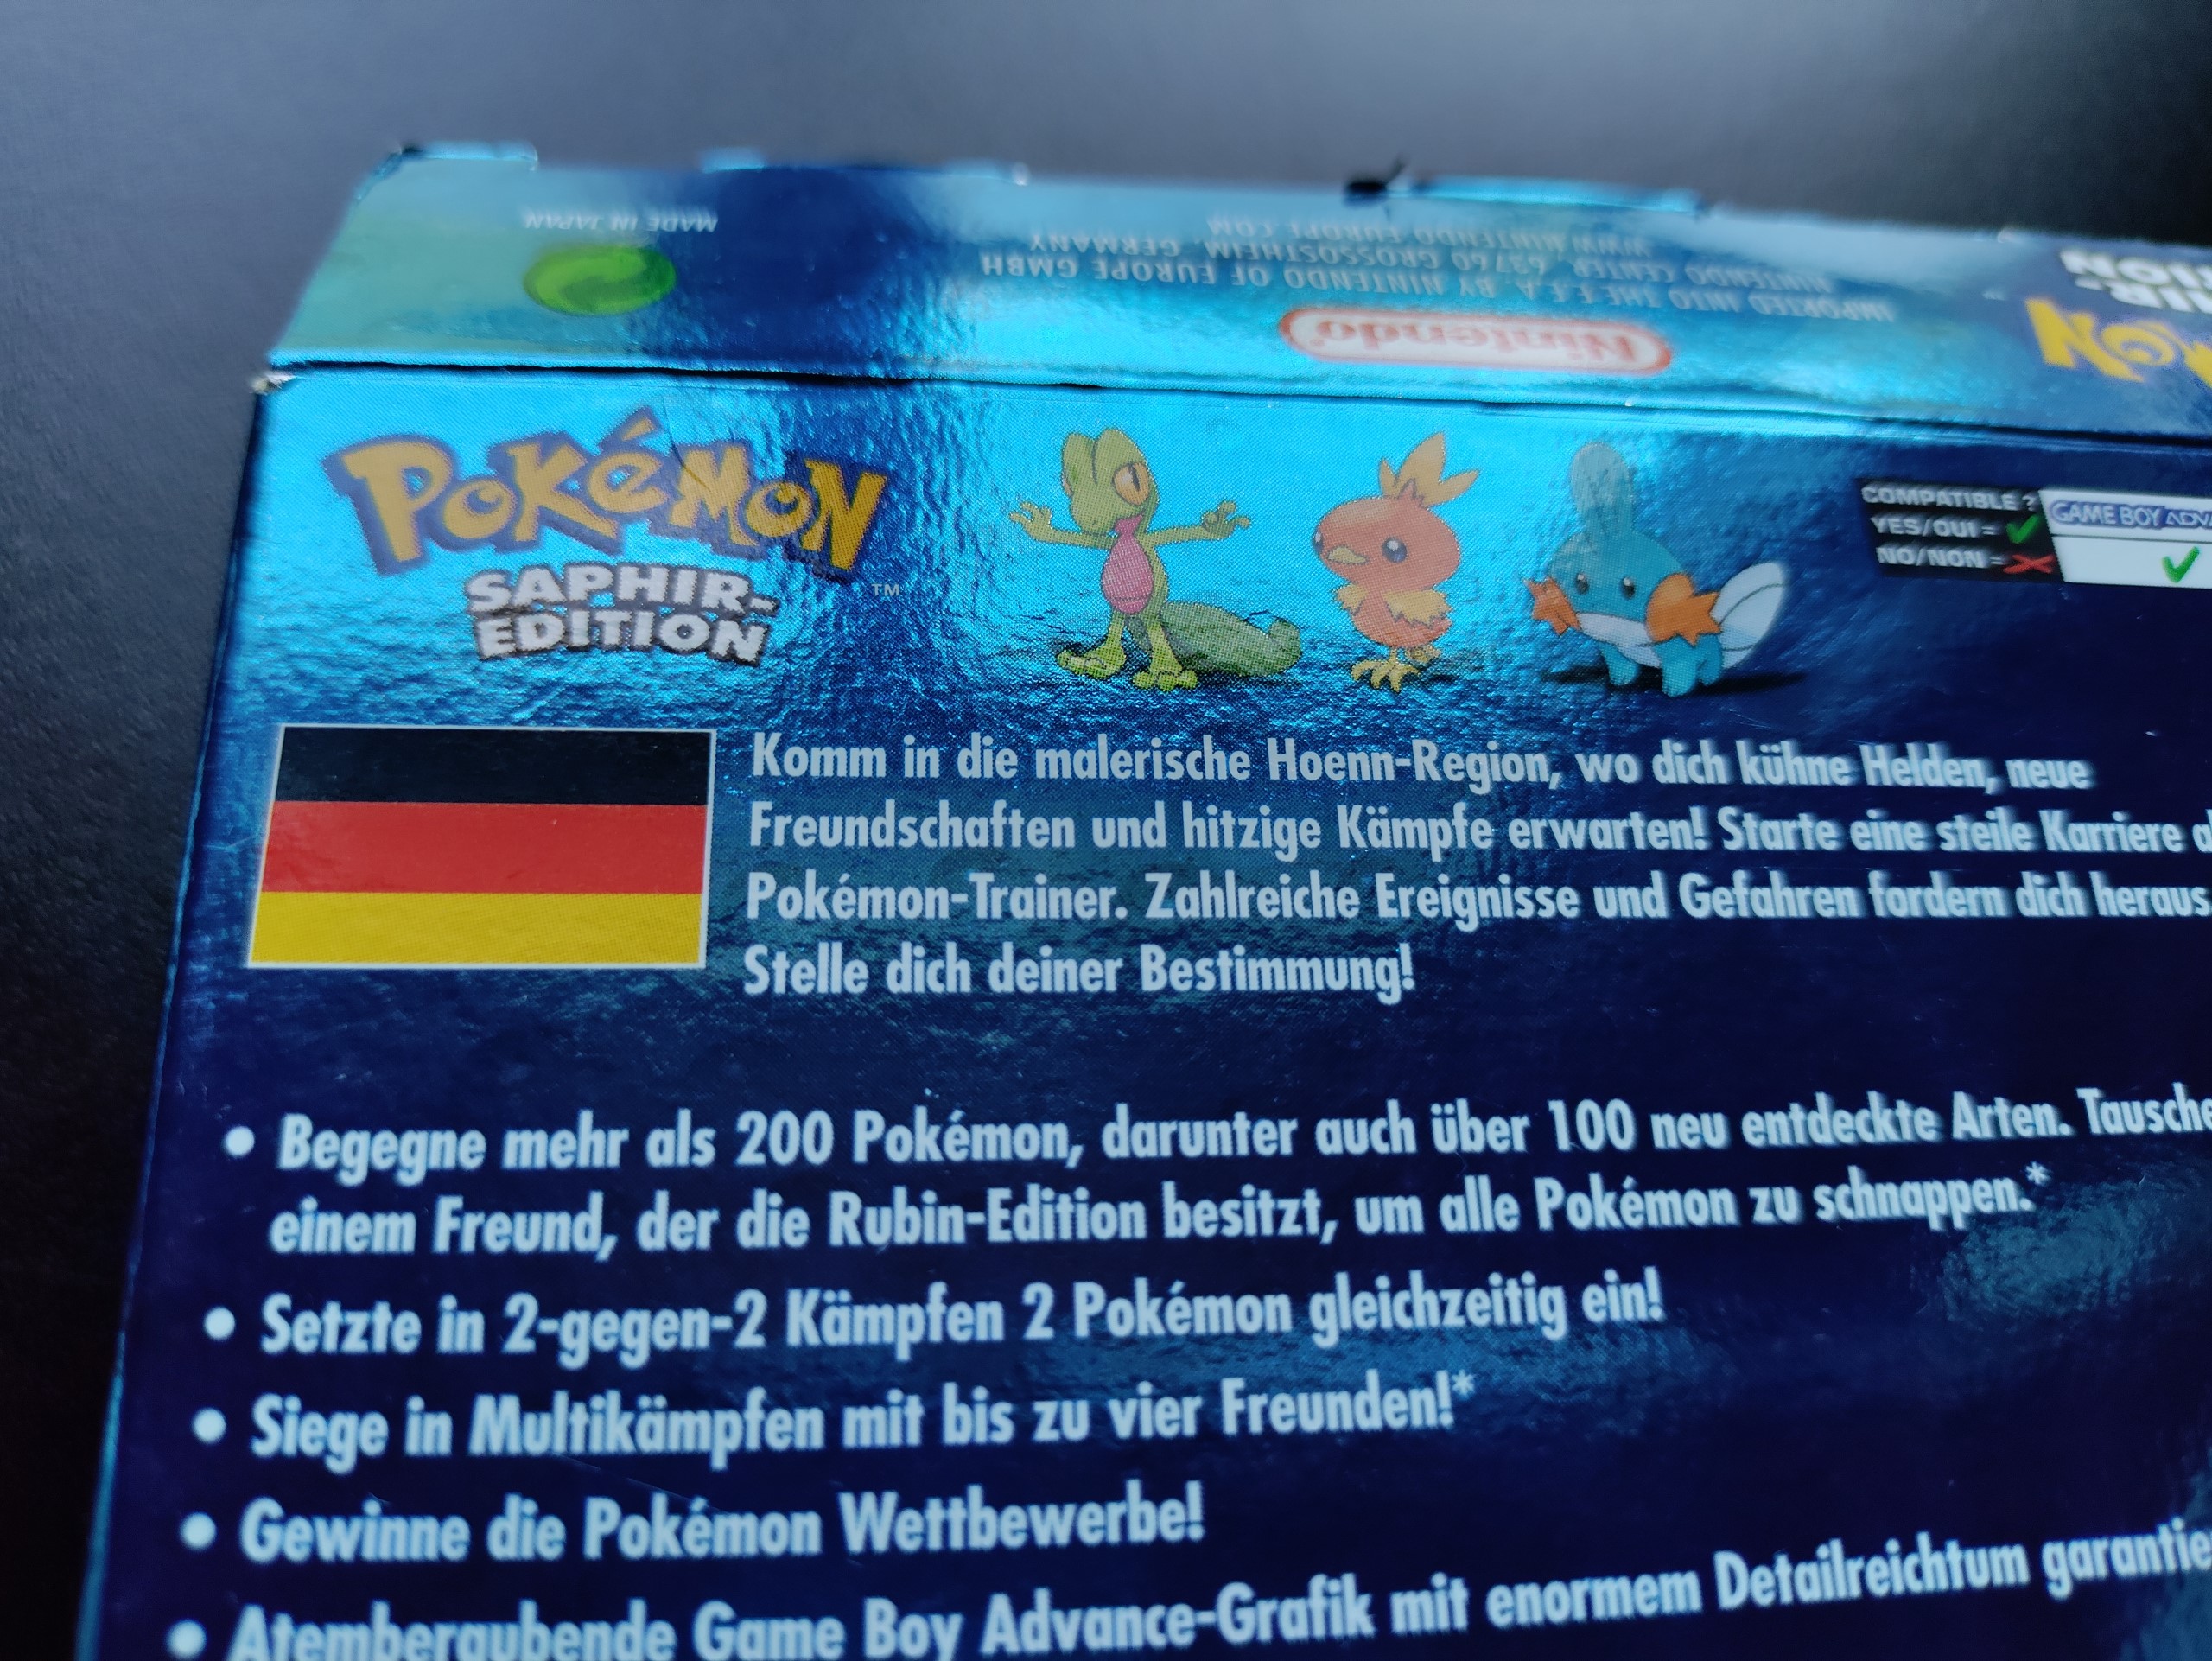 MADE IN JAPAN
IMPORTED INTO THE E.E.A. BY NINTENDO OF EUROPE GMBH
NINTENDO CENTER, 63760 GROSSOSTHEIM, GERMANY
WWW.NINTENDO-EUROPE.COM
Nintendo®
Pokémon
SAPHIR-
EDITION
TM
COMPATIBLE ?
YES/OUI =
NO/NON =
GAME BOY ADV
Komm in die malerische Hoenn-Region, wo dich kühne Helden, neue
Freundschaften und hitzige Kämpfe erwarten! Starte eine steile Karriere
Pokémon-Trainer. Zahlreiche Ereignisse und Gefahren fordern dich heraus
Stelle dich deiner Bestimmung!
• Begegne mehr als 200 Pokémon, darunter auch über 100 neu entdeckte Arten. Tausche
einem Freund, der die Rubin-Edition besitzt, um alle Pokémon zu schnappen.*
• Setzte in 2-gegen-2 Kämpfen 2 Pokémon gleichzeitig ein!
• Siege in Multikämpfen mit bis zu vier Freunden!*
• Gewinne die Pokémon Wettbewerbe!
• Atemberaubende Game Boy Advance-Grafik mit enormem Detailreichtum garantie